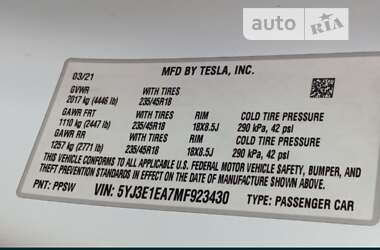 auto RIA
03/21
MFD BY TESLA, INC.
GVWR WITH TIRES
2017 kg (4446 lb) 235/45R18
GAWR FRT WITH TIRES RIM COLD TIRE PRESSURE
1110 kg (2447 lb) 235/45R18 18X8.5J 290 kPa, 42 psi
GAWR RR WITH TIRES RIM COLD TIRE PRESSURE
1257 kg (2771 lb) 235/45R18 18X8.5J 290 kPa, 42 psi
THIS VEHICLE CONFORMS TO ALL APPLICABLE U.S. FEDERAL MOTOR VEHICLE SAFETY, BUMPER, AND
THEFT PREVENTION STANDARDS IN EFFECT ON THE DATE OF MANUFACTURE SHOWN ABOVE.
PNT: PPSW VIN: 5YJ3E1EA7MF923430 TYPE: PASSENGER CAR